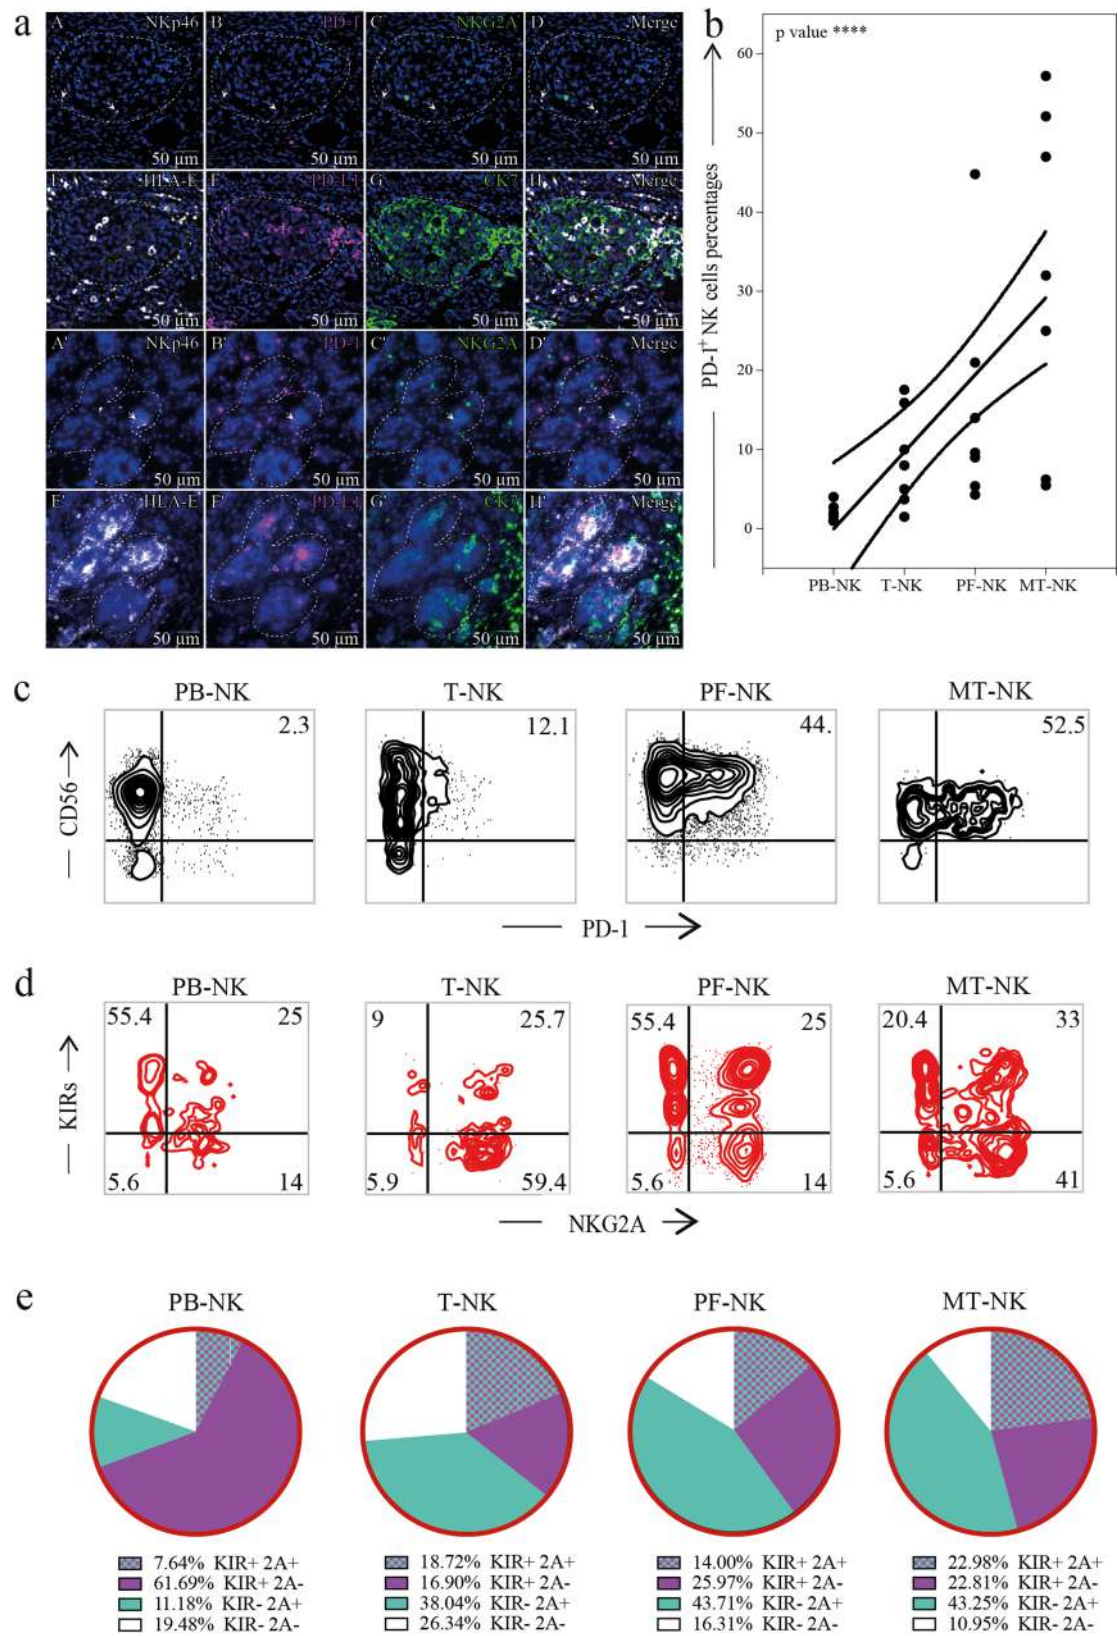 a
A NKp46 B PD-1 C NKG2A D Merge
50 µm 50 µm 50 µm 50 µm
E HLA-E F PD-L1 G CK7 H Merge
50 µm 50 µm 50 µm 50 µm
A' NKp46 B' PD-1 C' NKG2A D' Merge
50 µm 50 µm 50 µm 50 µm
E' HLA-E F' PD-L1 G' CK7 H' Merge
50 µm 50 µm 50 µm 50 µm
b
p value ****
PD-1+ NK cells percentages
60
50
40
30
20
10
0
PB-NK T-NK PF-NK MT-NK
c
PB-NK T-NK PF-NK MT-NK
2.3 12.1 44. 52.5
CD56
PD-1
d
PB-NK T-NK PF-NK MT-NK
55.4 25 9 25.7 55.4 25 20.4 33
KIRs
5.6 14 5.9 59.4 5.6 14 5.6 41
NKG2A
e
PB-NK T-NK PF-NK MT-NK
7.64% KIR+ 2A+ 18.72% KIR+ 2A+ 14.00% KIR+ 2A+ 22.98% KIR+ 2A+
61.69% KIR+ 2A- 16.90% KIR+ 2A- 25.97% KIR+ 2A- 22.81% KIR+ 2A-
11.18% KIR- 2A+ 38.04% KIR- 2A+ 43.71% KIR- 2A+ 43.25% KIR- 2A+
19.48% KIR- 2A- 26.34% KIR- 2A- 16.31% KIR- 2A- 10.95% KIR- 2A-